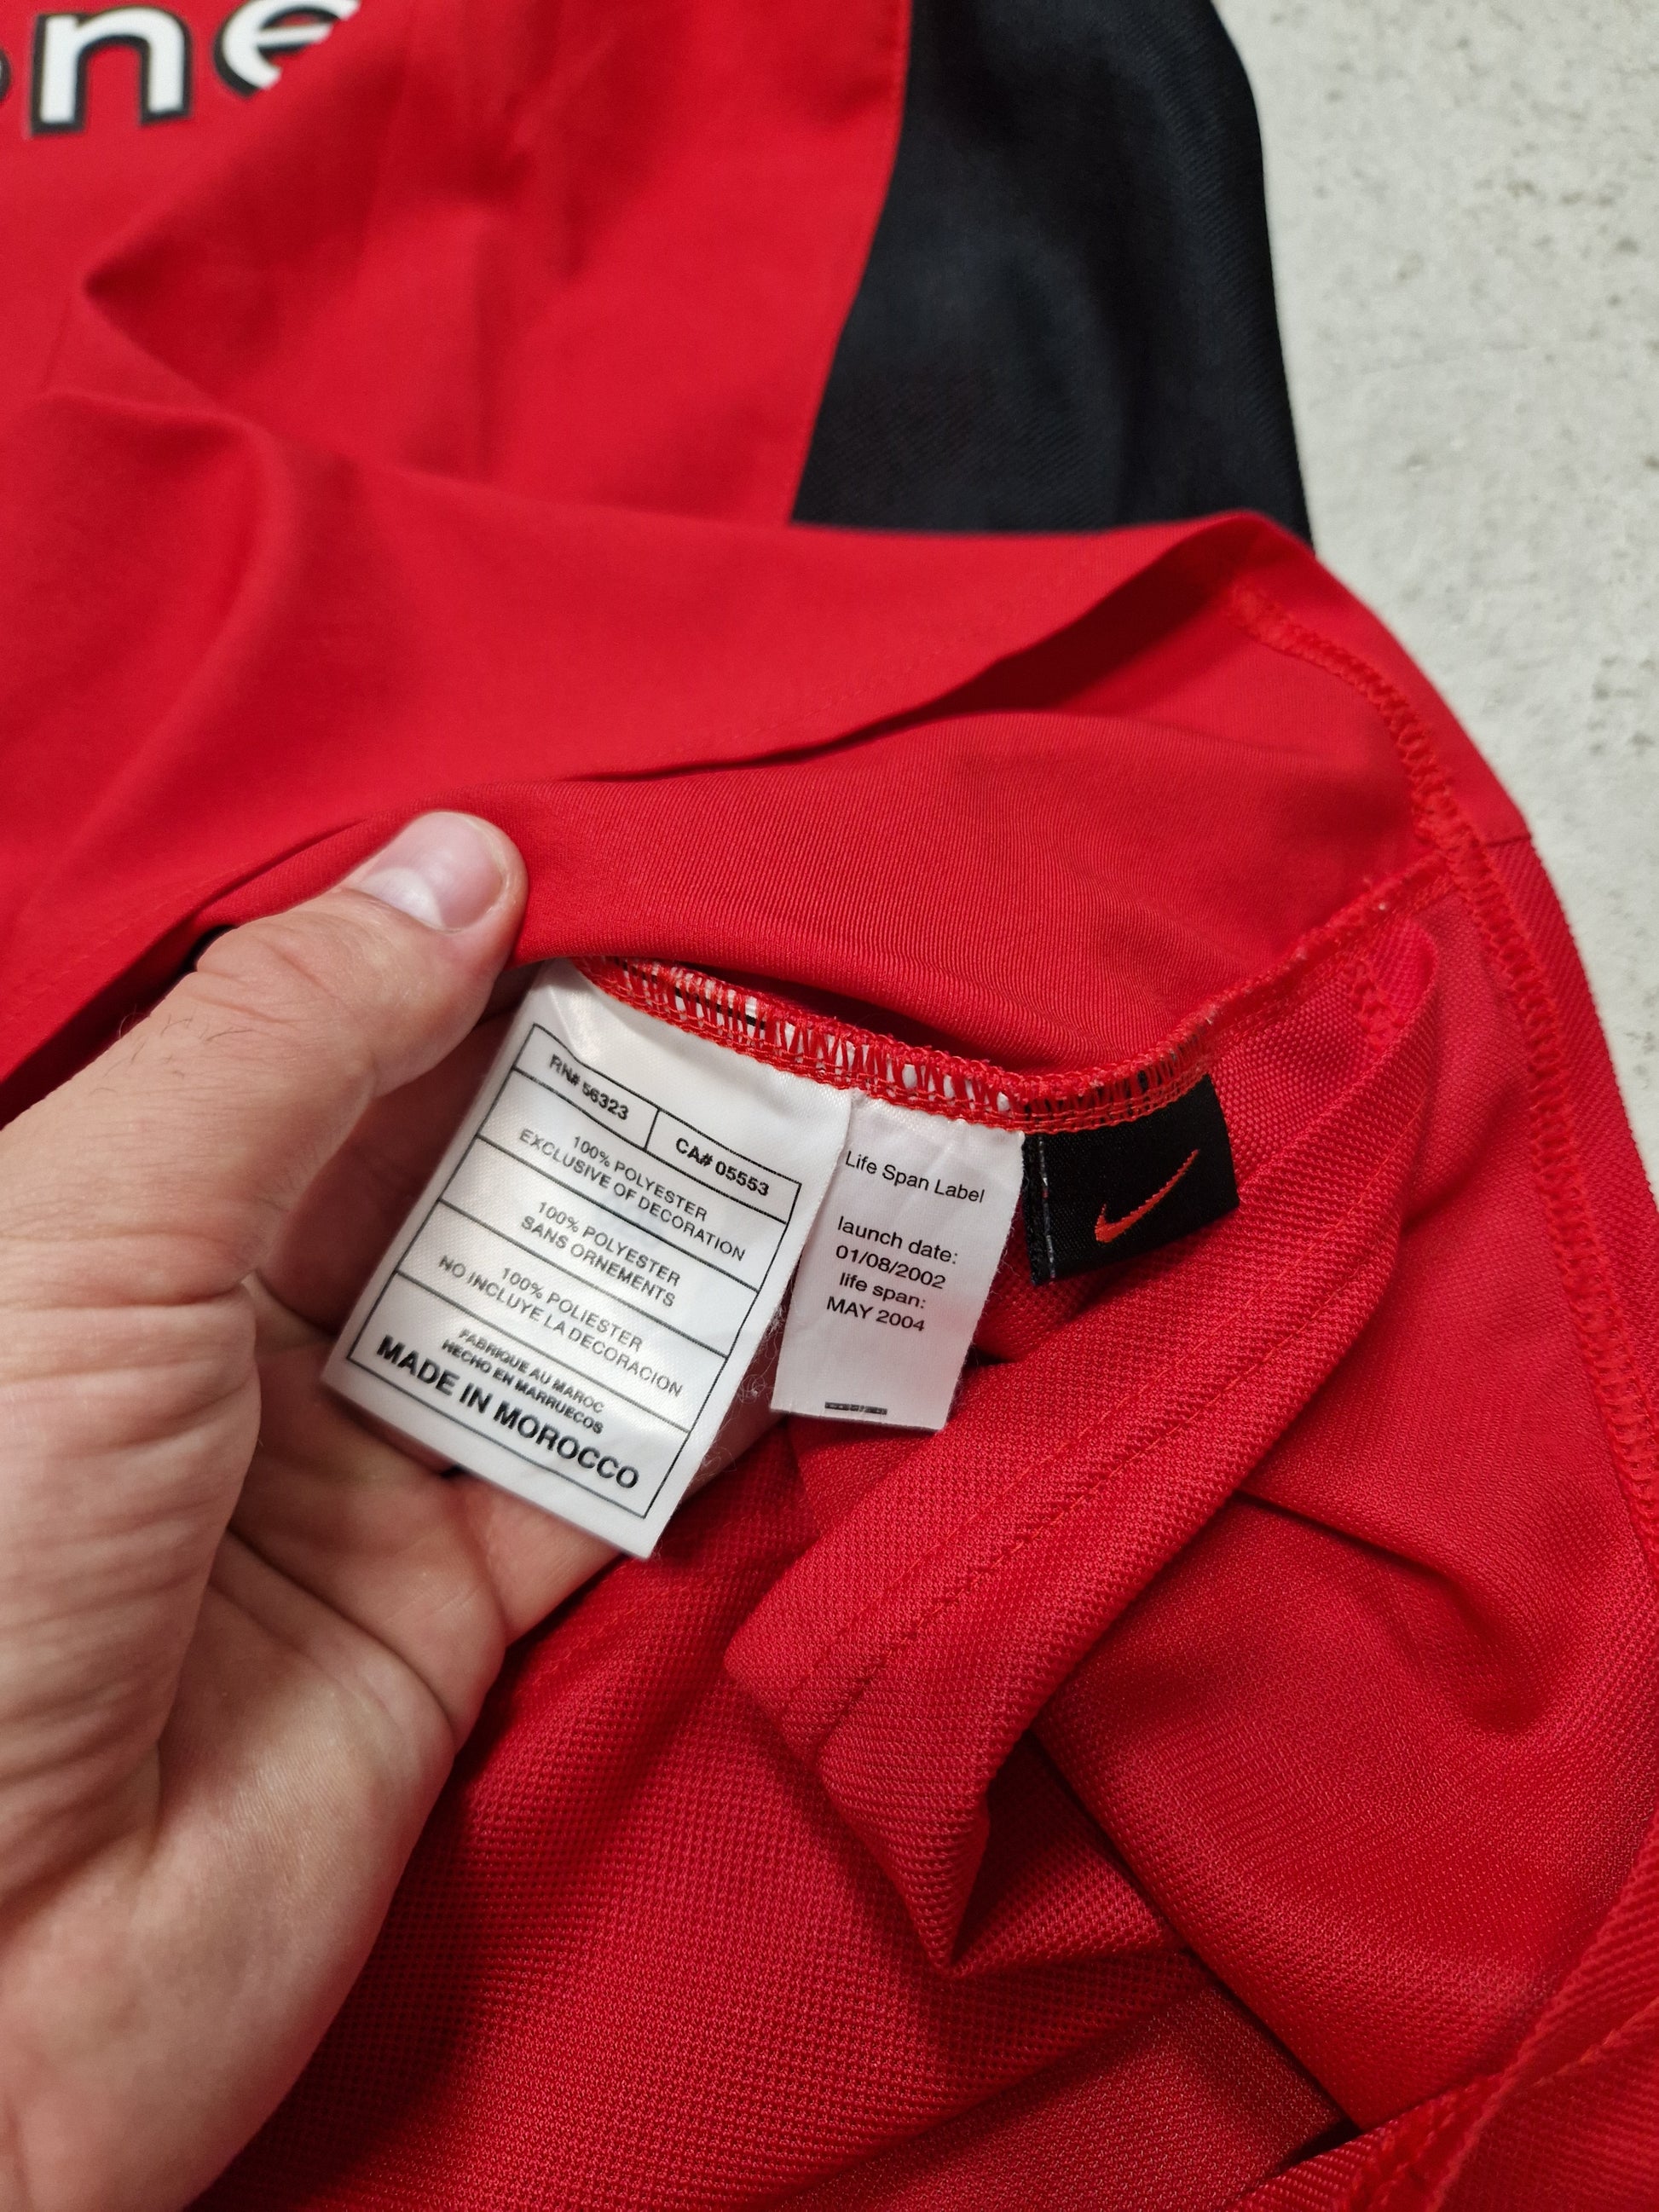 one
RN# 56323
CA# 05553
100% POLYESTER
EXCLUSIVE OF DECORATION
100% POLYESTER
SANS ORNEMENTS
100% POLIESTER
NO INCLUYE LA DECORACION
FABRIQUE AU MAROC
HECHO EN MARRUECOS
MADE IN MOROCCO
Life Span Label
launch date:
01/08/2002
life span:
MAY 2004